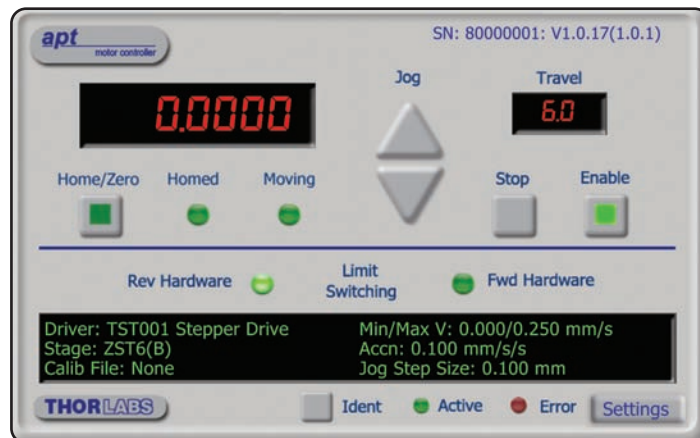 apt
motor controller
SN: 80000001: V1.0.17(1.0.1)
0.0000
Jog
Travel
6.0
Home/Zero
Homed
Moving
Stop
Enable
Rev Hardware
Limit
Switching
Fwd Hardware
Driver: TST001 Stepper Drive
Stage: ZST6(B)
Calib File: None
Min/Max V: 0.000/0.250 mm/s
Accn: 0.100 mm/s/s
Jog Step Size: 0.100 mm
THORLABS
Ident
Active
Error
Settings